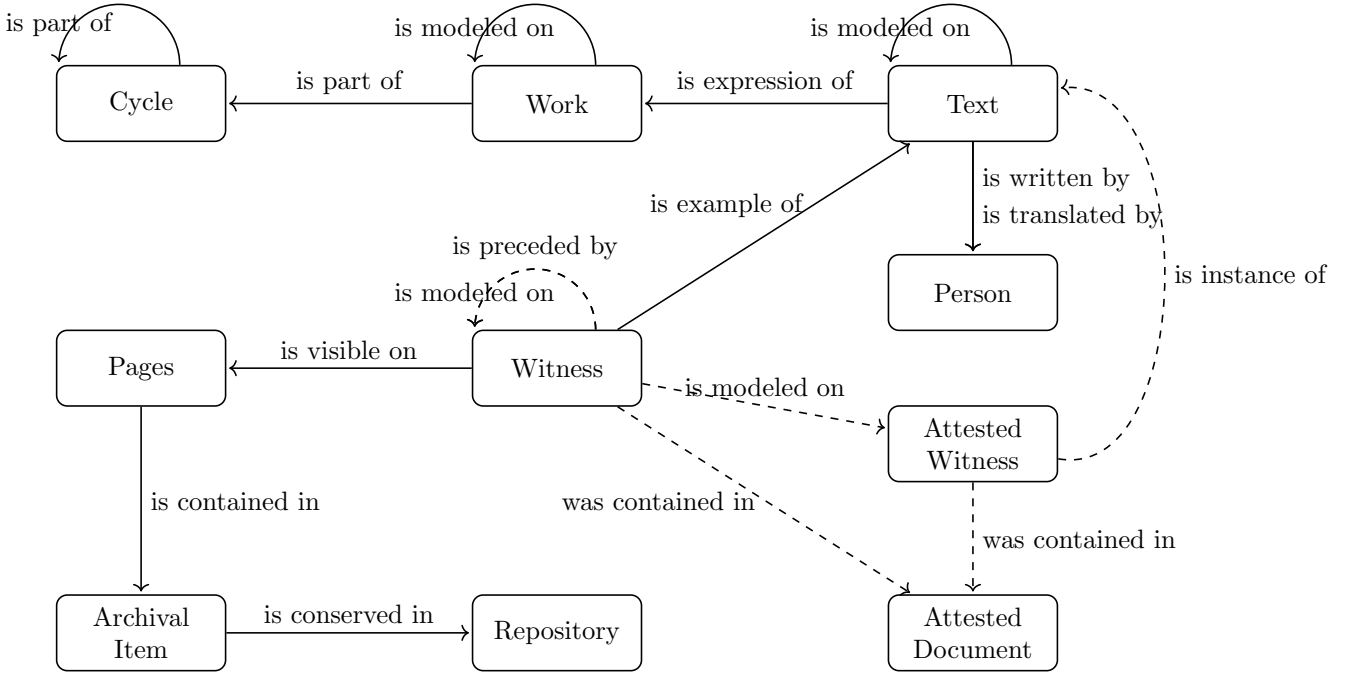 is part of
is modeled on
is modeled on
is part of
is expression of
Cycle
Work
Text
is written by
is example of
is translated by
is preceded by
is instance of
is modeled on
Person
is visible on
Pages
Witness
is modeled on
Attested
Witness
is contained in
was contained in
was contained in
Archival
Item
is conserved in
Repository
Attested
Document